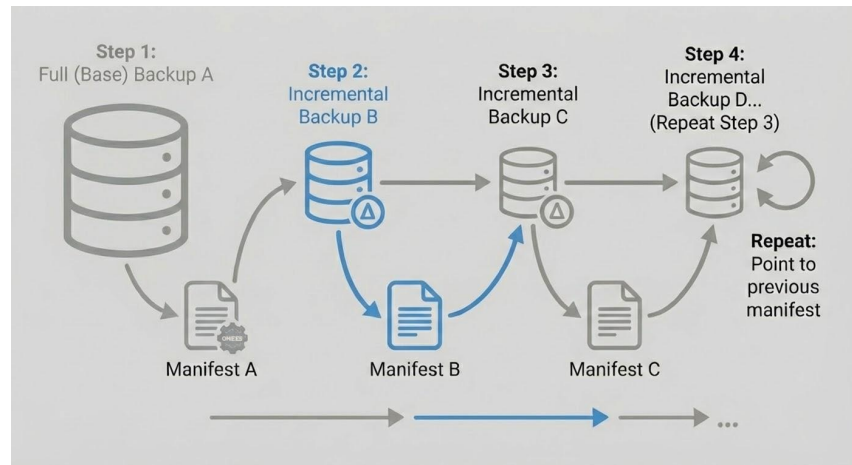 Step 1:
Full (Base) Backup A
Step 2:
Incremental
Backup B
Step 3:
Incremental
Backup C
Step 4:
Incremental
Backup D...
(Repeat Step 3)
Δ
Δ
Repeat:
Point to
previous
manifest
Manifest A
Manifest B
Manifest C
...